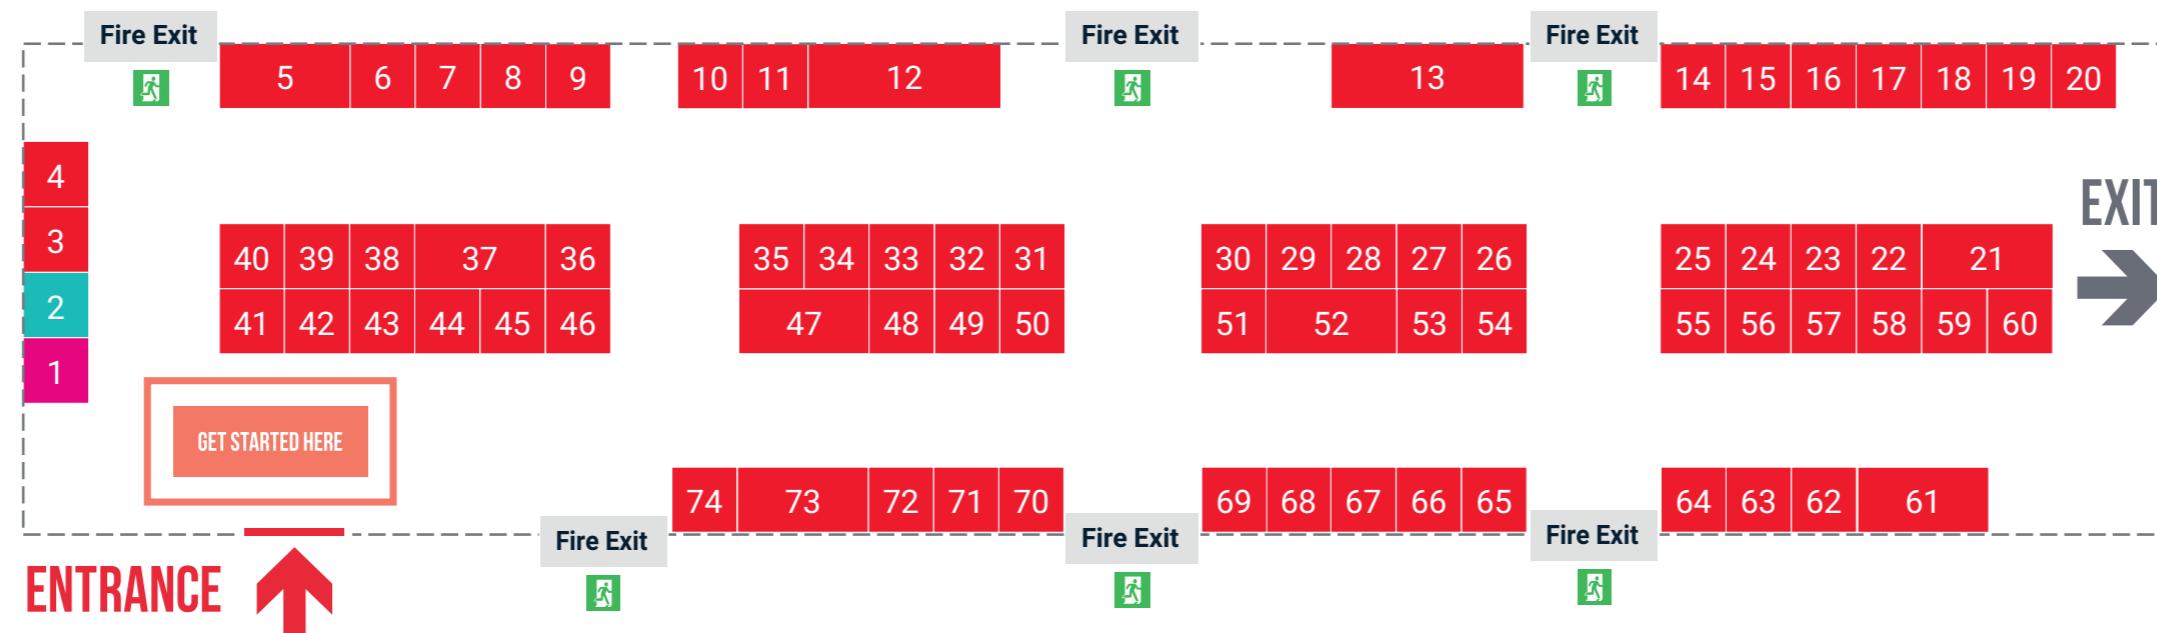 Fire Exit Fire Exit Fire Exit
5 6 7 8 9 10 11 12 13 14 15 16 17 18 19 20
4
3
2
1
EXIT
40 39 38 37 36 35 34 33 32 31 30 29 28 27 26 25 24 23 22 21
41 42 43 44 45 46 47 48 49 50 51 52 53 54 55 56 57 58 59 60
GET STARTED HERE
74 73 72 71 70 69 68 67 66 65 64 63 62 61
Fire Exit Fire Exit Fire Exit
ENTRANCE